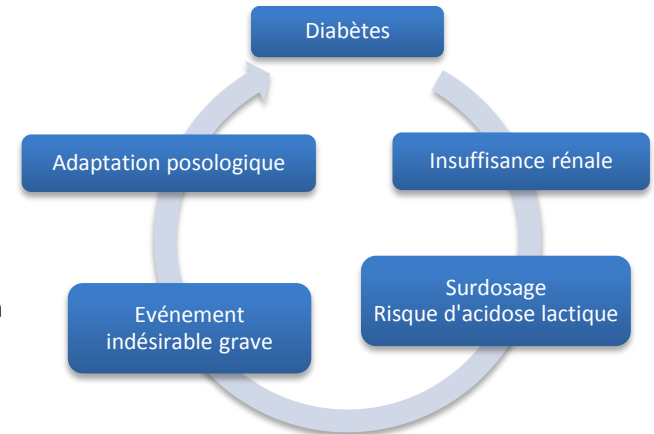 Diabètes
Insuffisance rénale
Surdosage
Risque d'acidose lactique
Evénement
indésirable grave
Adaptation posologique